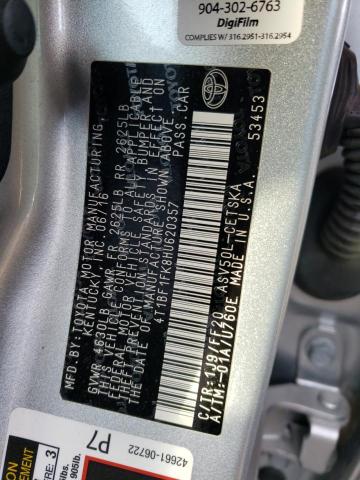 904-302-6763
DigiFilm
COMPLIES W/ 316.2951-316.2954
MFD. BY: TOYOTA MOTOR MANUFACTURING,
KENTUCKY, INC. 06/16
GVWR 4630LB GAWR FR 2625LB RR 2625LB
THIS VEHICLE CONFORMS TO ALL APPLICABLE
FEDERAL MOTOR VEHICLE SAFETY BUMPER, AND
THEFT PREVENTION STANDARDS IN EFFECT ON
THE DATE OF MANUFACTURE SHOWN ABOVE.
4T1BF1FK8HU620357 PASS. CAR
C/TR: 1J9/FF20 ASV50L-CETSKA
A/TM: -01A/U760E MADE IN U.S.A. 53453
42661-06722
P7